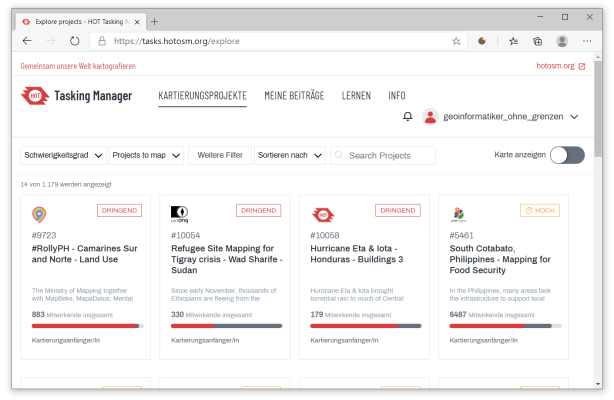 Explore projects - HOT Tasking M
https://tasks.hotosm.org/explore
Gemeinsam unsere Welt kartografieren
hotosm.org
HOT
Tasking Manager
KARTIERUNGSPROJEKTE
MEINE BEITRÄGE
LERNEN
INFO
geoinformatiker_ohne_grenzen
Schwierigkeitsgrad
Projects to map
Weitere Filter
Sortieren nach
Search Projects
Karte anzeigen
14 von 1.179 werden angezeigt
DRINGEND
#9723
#RollyPH - Camarines Sur
and Norte - Land Use
The Ministry of Mapping together
with MapBeks, MapaDatos, Mental
883 Mitwirkende insgesamt
Kartierungsanfänger/in
DRINGEND
#10054
Refugee Site Mapping for
Tigray crisis - Wad Sharife -
Sudan
Since early November, thousands of
Ethiopians are fleeing from the
330 Mitwirkende insgesamt
Kartierungsanfänger/in
HOT
DRINGEND
#10058
Hurricane Eta & Iota -
Honduras - Buildings 3
Hurricane Eta & Iota brought
torrential rain to much of Central
179 Mitwirkende insgesamt
Kartierungsanfänger/in
HOCH
#5461
South Cotabato,
Philippines - Mapping for
Food Security
In the Philippines, many areas lack
the infrastructure to support local
6487 Mitwirkende insgesamt
Kartierungsanfänger/in